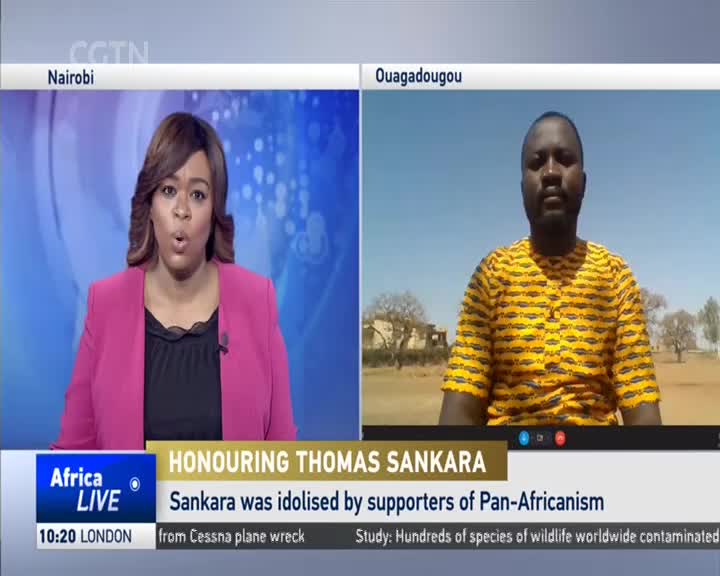 CGTN
Nairobi
Ouagadougou
HONOURING THOMAS SANKARA
Africa
LIVE
Sankara was idolised by supporters of Pan-Africanism
10:20 LONDON
from Cessna plane wreck Study: Hundreds of species of wildlife worldwide contaminated